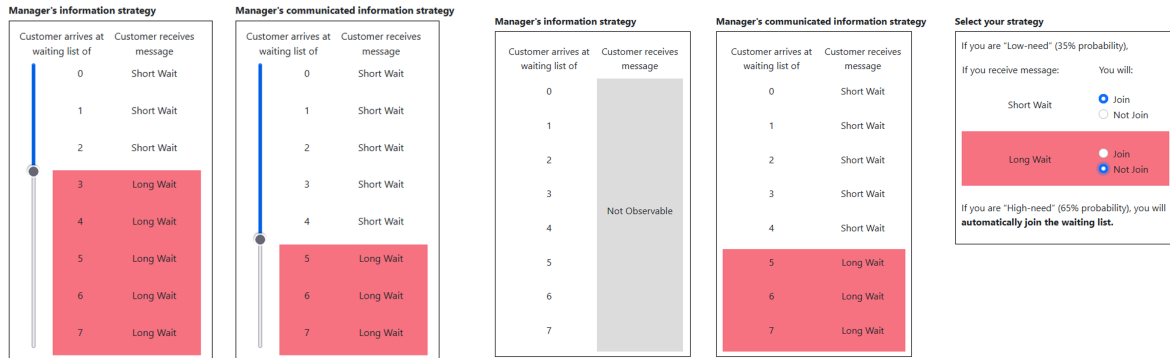 Manager's information strategy
Customer arrives at Customer receives
waiting list of message
0 Short Wait
1 Short Wait
2 Short Wait
3 Long Wait
4 Long Wait
5 Long Wait
6 Long Wait
7 Long Wait
Manager's communicated information strategy
Customer arrives at Customer receives
waiting list of message
0 Short Wait
1 Short Wait
2 Short Wait
3 Short Wait
4 Short Wait
5 Long Wait
6 Long Wait
7 Long Wait
Manager's information strategy
Customer arrives at Customer receives
waiting list of message
0
1
2
3
Not Observable
4
5
6
7
Manager's communicated information strategy
Customer arrives at Customer receives
waiting list of message
0 Short Wait
1 Short Wait
2 Short Wait
3 Short Wait
4 Short Wait
5 Long Wait
6 Long Wait
7 Long Wait
Select your strategy
If you are "Low-need" (35% probability),
If you receive message: You will:
Short Wait
Join
Not Join
Long Wait
Join
Not Join
If you are "High-need" (65% probability), you will
automatically join the waiting list.